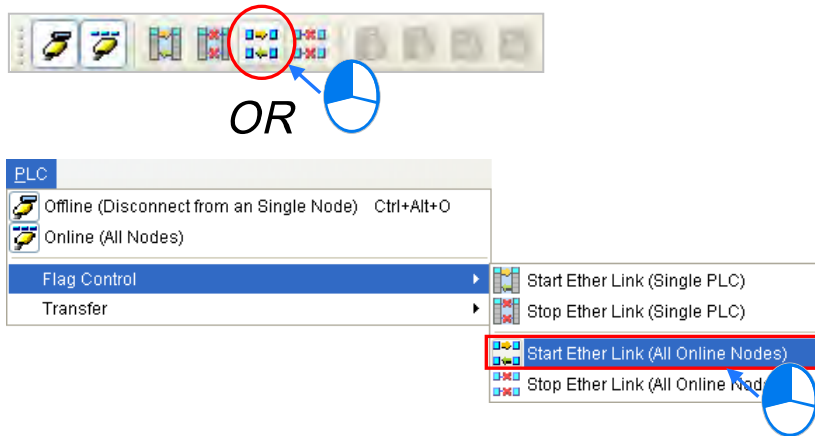 OR
PLC
Offline (Disconnect from an Single Node) Ctrl+Alt+O
Online (All Nodes)
Flag Control
Transfer
Start Ether Link (Single PLC)
Stop Ether Link (Single PLC)
Start Ether Link (All Online Nodes)
Stop Ether Link (All Online